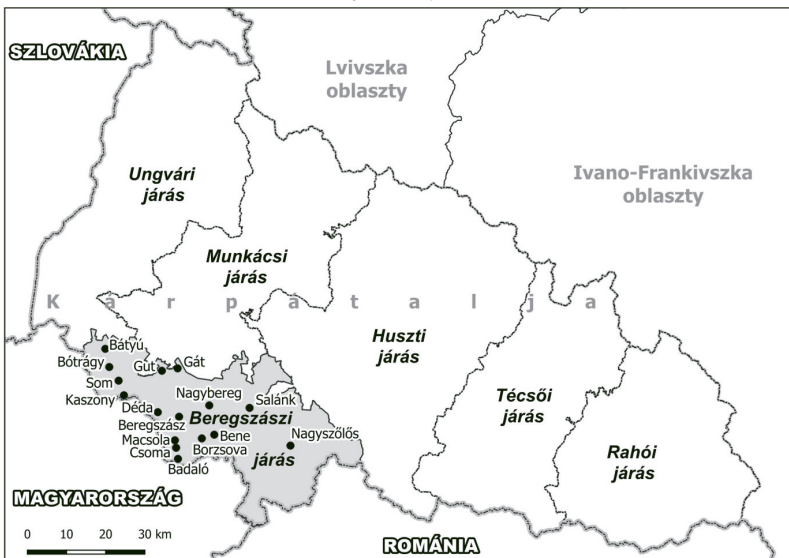 SZLOVÁKIA
Lvivszka
oblaszty
Ivano-Frankivszka
oblaszty
Ungvári
járás
Munkácsi
járás
Kárpátalja
Huszti
járás
Técsői
járás
Rahói
járás
Bátyú
Bótrágy
Gút
Gát
Som
Kaszony
Nagybereg
Salánk
Déda
Beregszászi
járás
Beregszász
Macsola
Bene
Nagyszőlős
Csoma
Borzsova
Badaló
MAGYARORSZÁG
ROMÁNIA
0 10 20 30 km